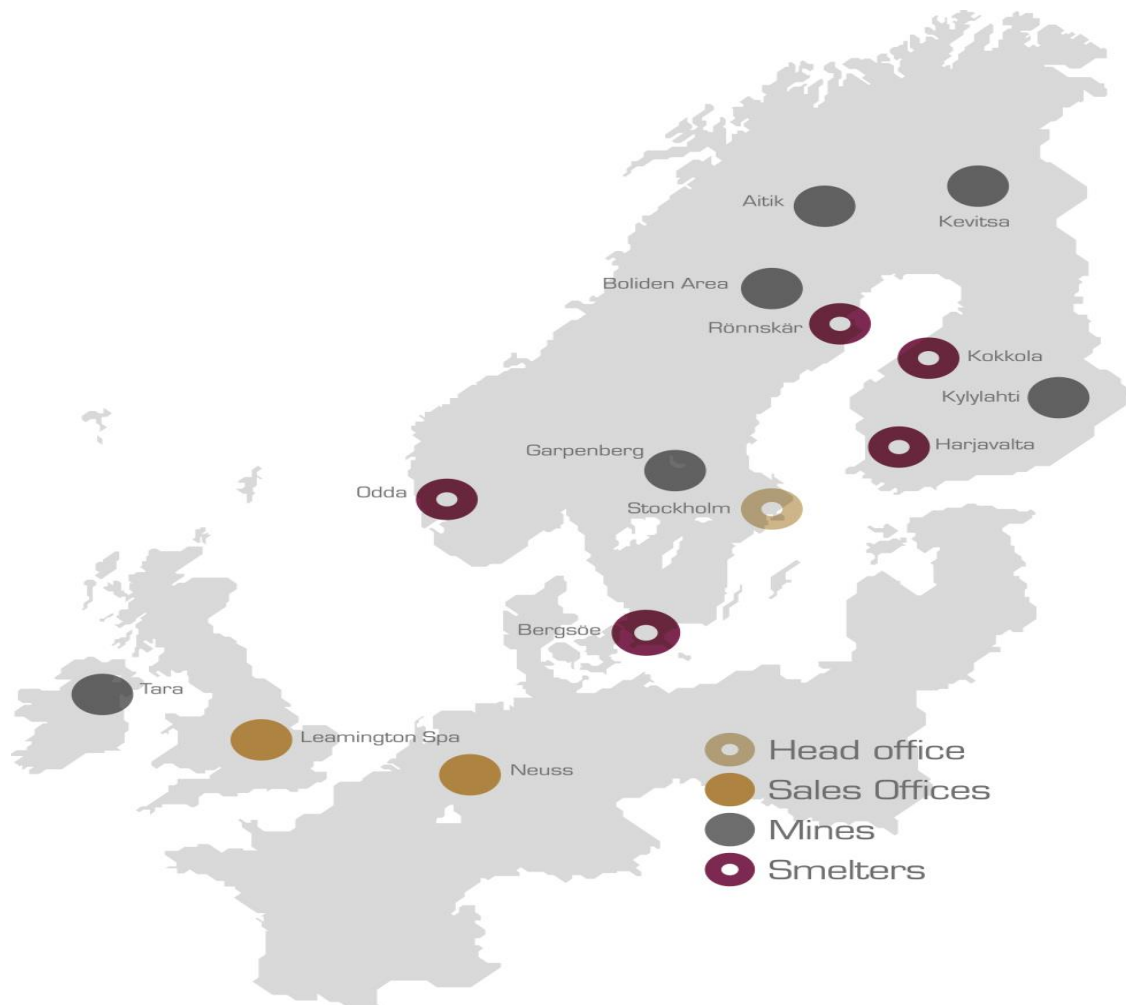 Aitik
Kevitsa
Boliden Area
Rönnskär
Kokkola
Kylylahti
Harjavalta
Garpenberg
Odda
Stockholm
Bergsöe
Tara
Leamington Spa
Neuss
Head office
Sales Offices
Mines
Smelters